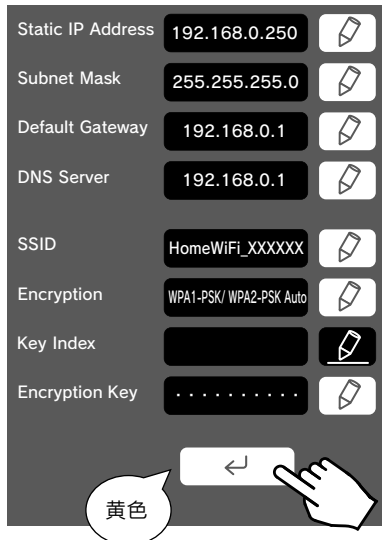 Static IP Address 192.168.0.250
Subnet Mask 255.255.255.0
Default Gateway 192.168.0.1
DNS Server 192.168.0.1
SSID HomeWiFi_XXXXXX
Encryption WPA1-PSK/ WPA2-PSK Auto
Key Index
Encryption Key ··········
黄色